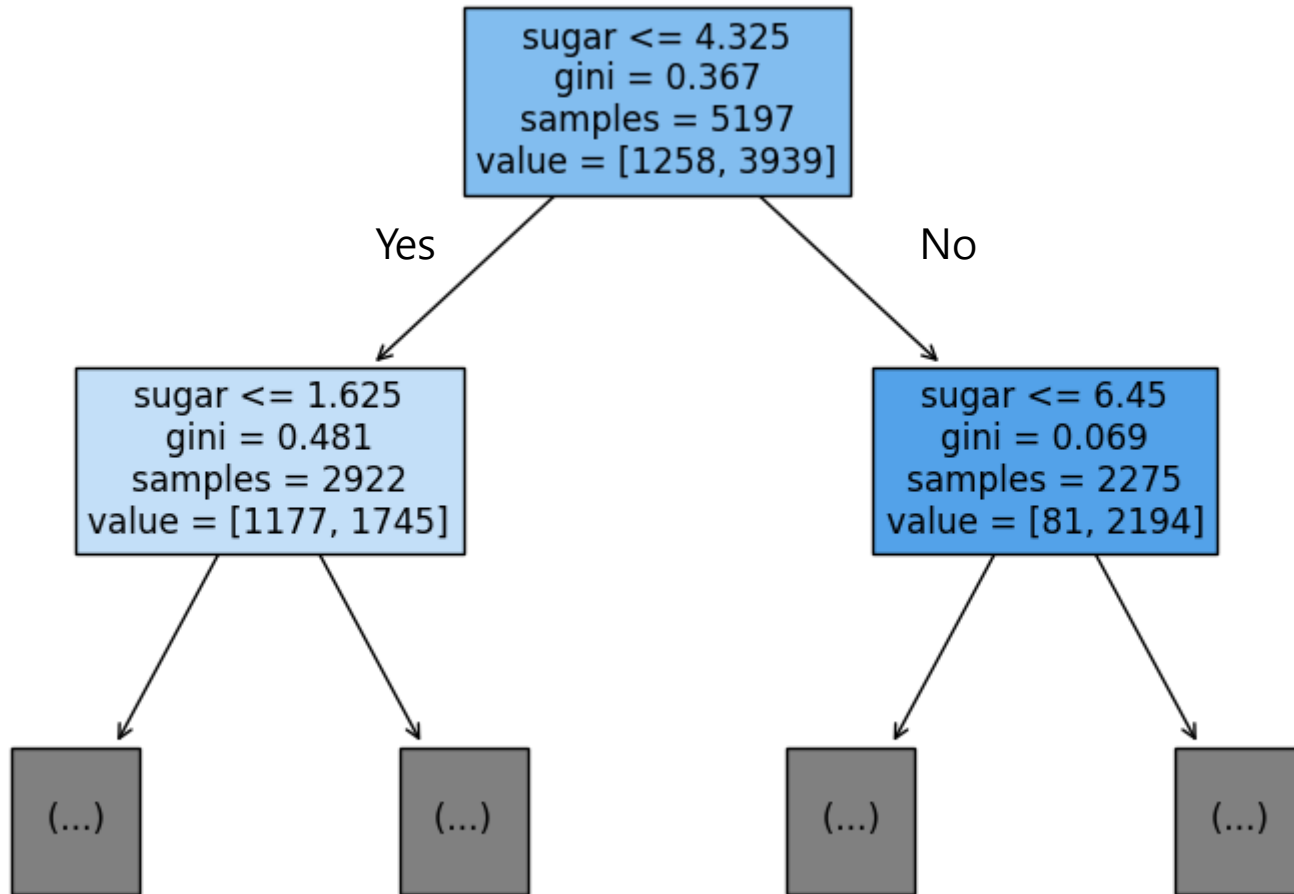 sugar <= 4.325
gini = 0.367
samples = 5197
value = [1258, 3939]
Yes
No
sugar <= 1.625
gini = 0.481
samples = 2922
value = [1177, 1745]
sugar <= 6.45
gini = 0.069
samples = 2275
value = [81, 2194]
(...)
(...)
(...)
(...)